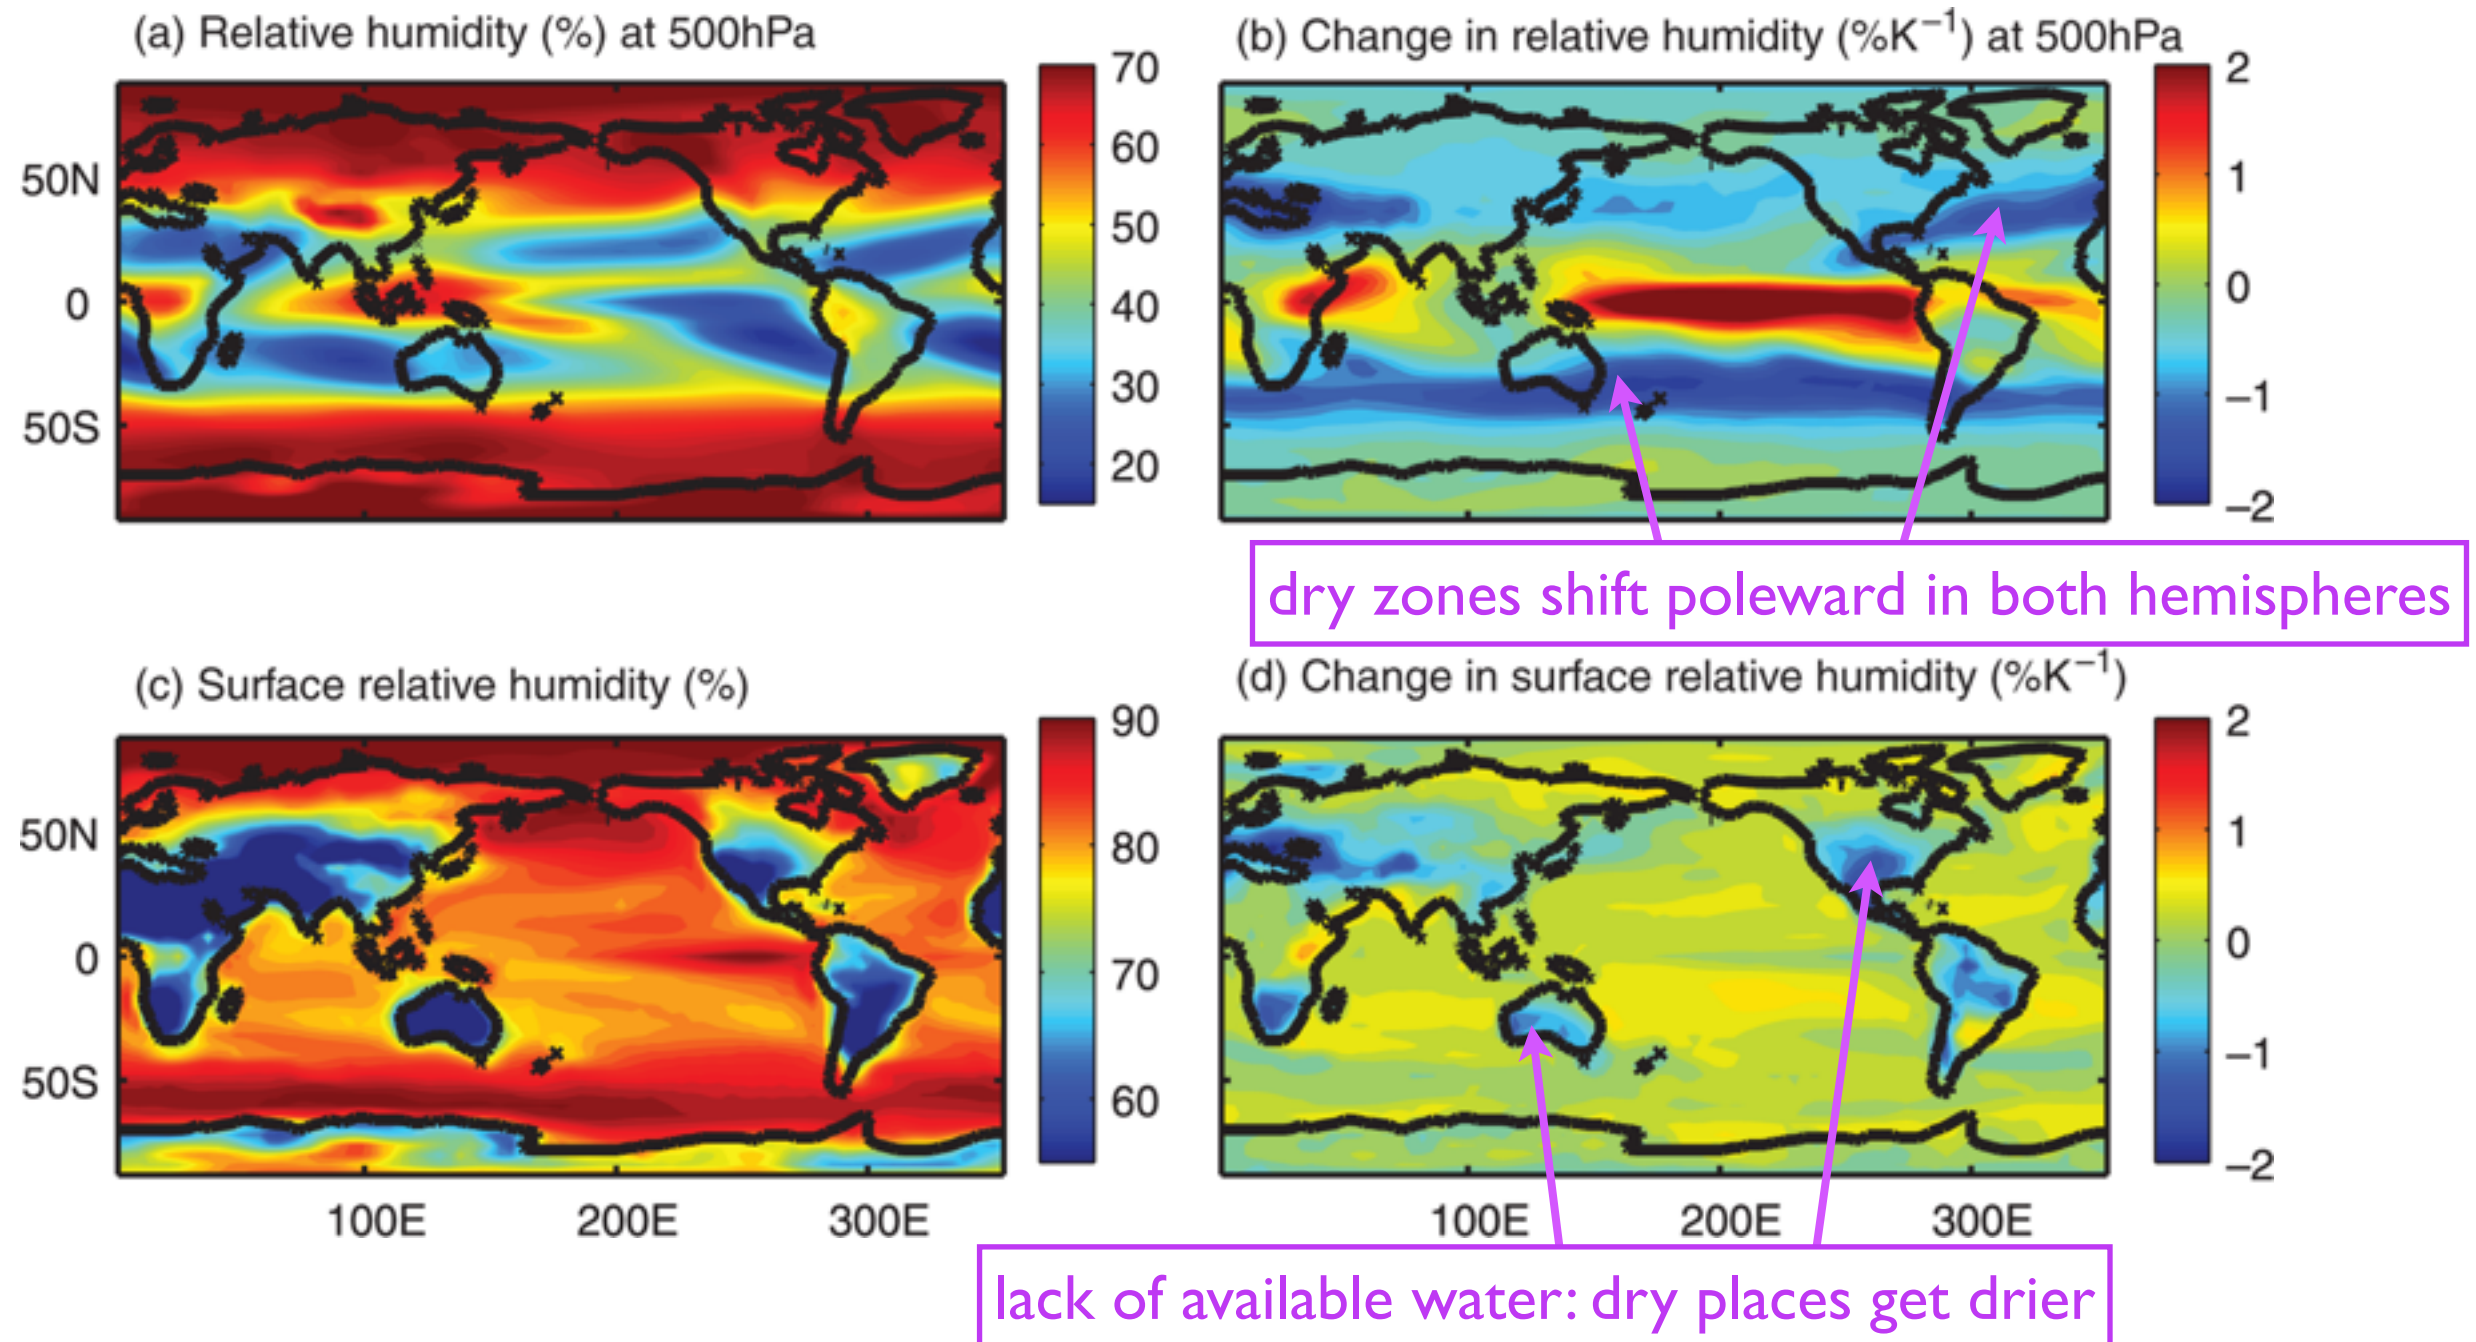 (a) Relative humidity (%) at 500hPa
70
60
50
40
30
20
50N
0
50S
(b) Change in relative humidity (%K⁻¹) at 500hPa
2
1
0
−1
−2
dry zones shift poleward in both hemispheres
(c) Surface relative humidity (%)
90
80
70
60
50N
0
50S
100E 200E 300E
(d) Change in surface relative humidity (%K⁻¹)
2
1
0
−1
−2
100E 200E 300E
lack of available water: dry places get drier